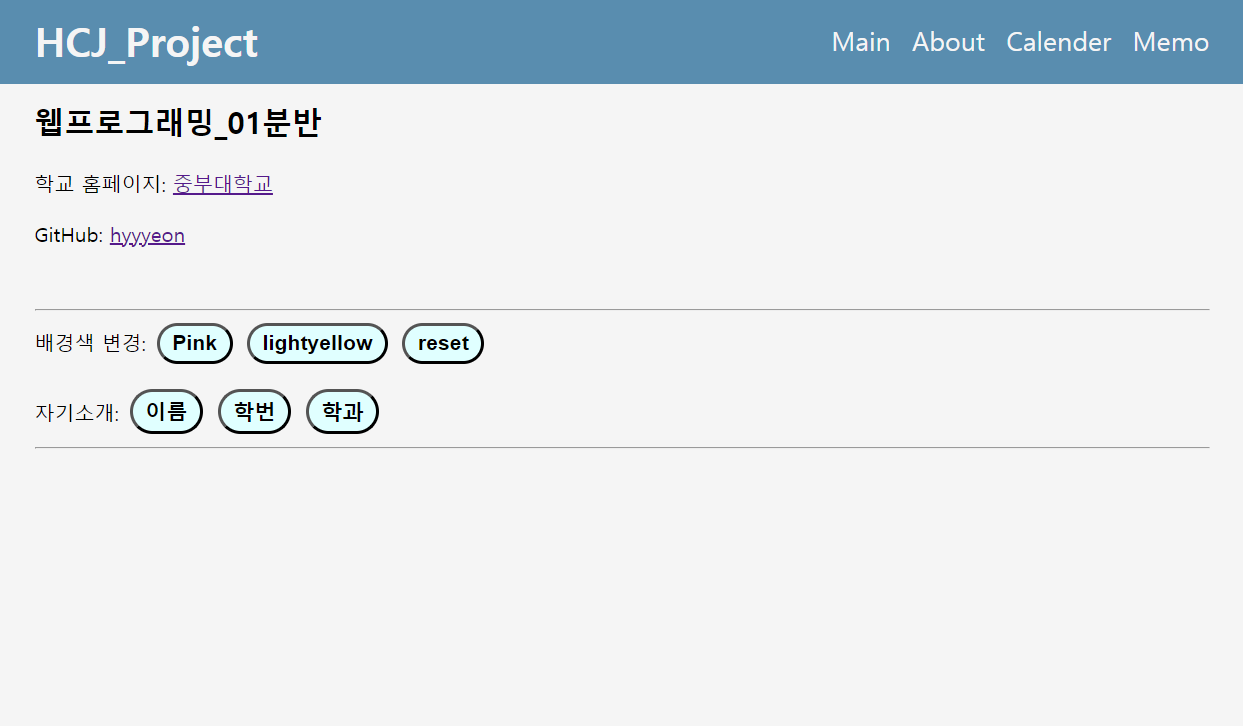 HCJ_Project
Main About Calender Memo
웹프로그래밍_01분반
학교 홈페이지: 중부대학교
GitHub: hyyyeon
배경색 변경: Pink lightyellow reset
자기소개: 이름 학번 학과